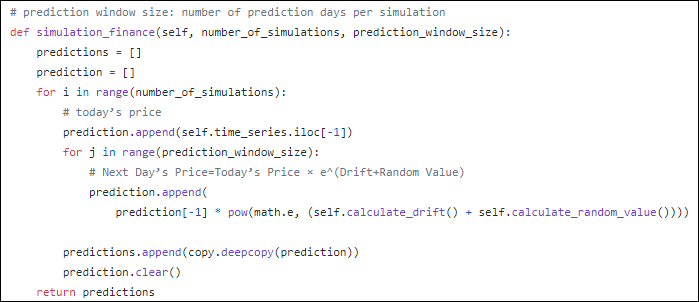 # prediction window size: number of prediction days per simulation
def simulation_finance(self, number_of_simulations, prediction_window_size):
    predictions = []
    prediction = []
    for i in range(number_of_simulations):
        # today’s price
        prediction.append(self.time_series.iloc[-1])
        for j in range(prediction_window_size):
            # Next Day’s Price=Today’s Price × e^(Drift+Random Value)
            prediction.append(
                prediction[-1] * pow(math.e, (self.calculate_drift() + self.calculate_random_value())))
        predictions.append(copy.deepcopy(prediction))
        prediction.clear()
    return predictions